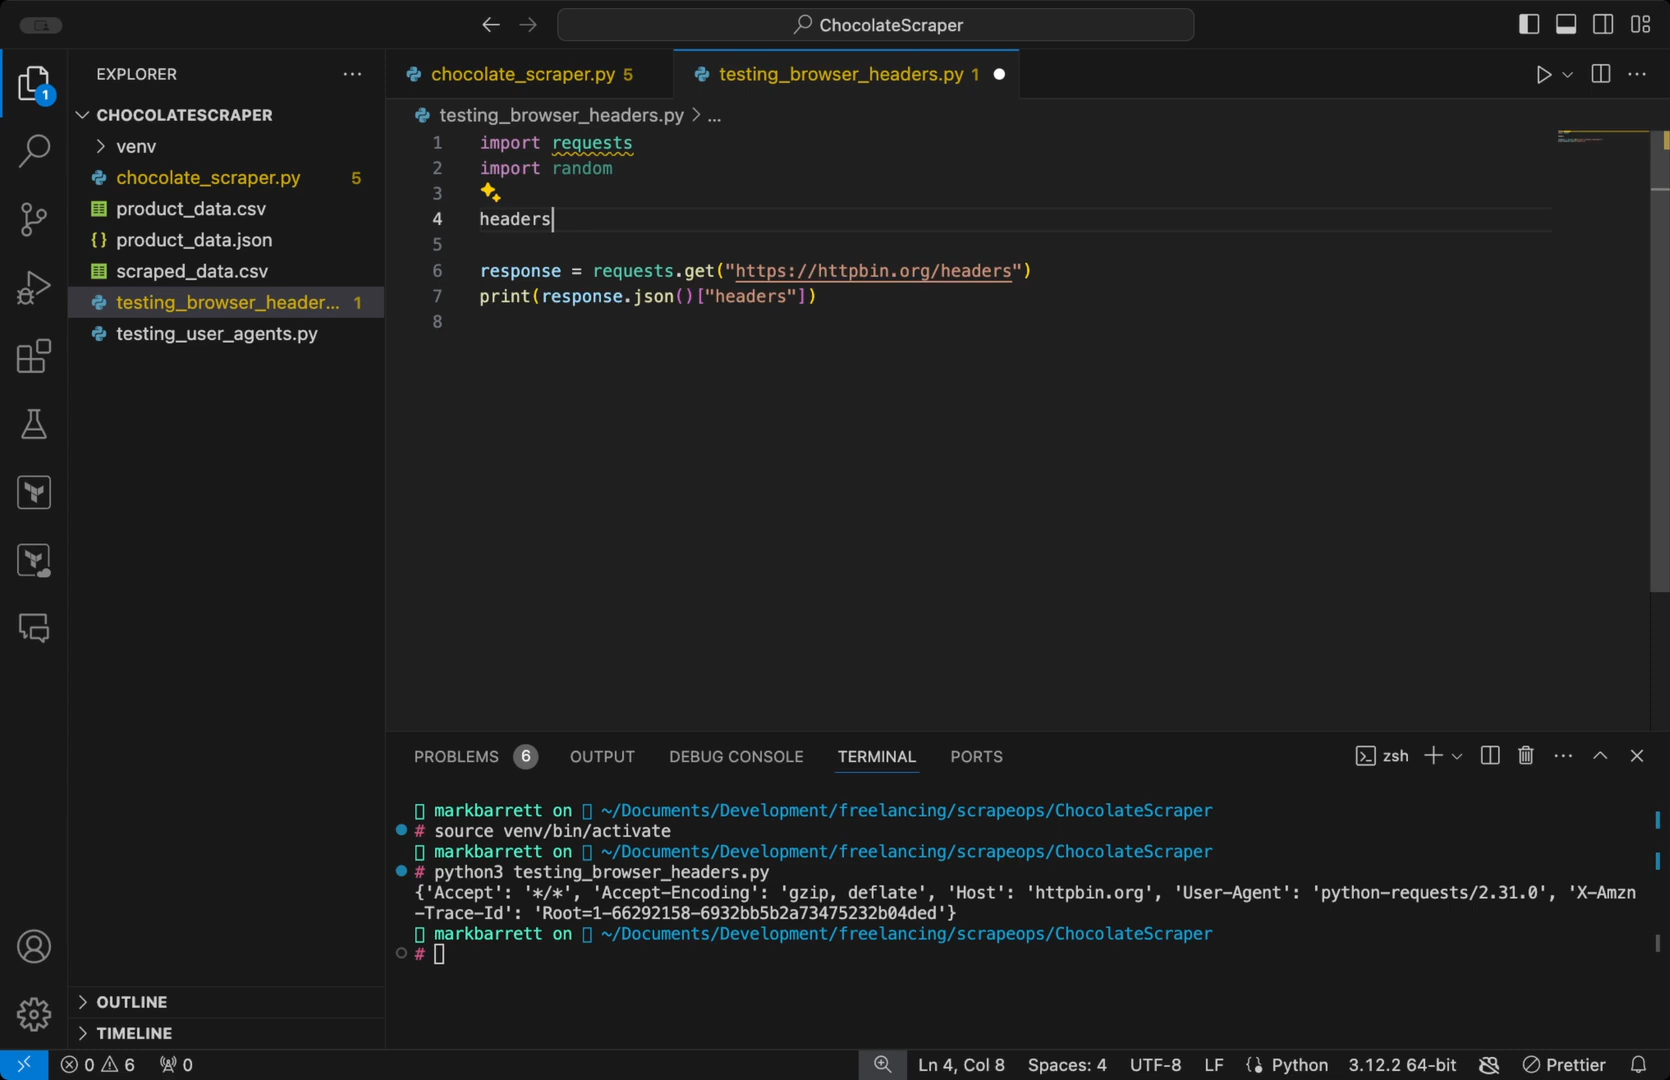 ChocolateScraper
EXPLORER
1
CHOCOLATESCRAPER
venv
chocolate_scraper.py 5
product_data.csv
product_data.json
scraped_data.csv
testing_browser_header... 1
testing_user_agents.py
OUTLINE
TIMELINE
chocolate_scraper.py 5
testing_browser_headers.py 1
testing_browser_headers.py > ...
1 import requests
2 import random
3
4 headers
5
6 response = requests.get("https://httpbin.org/headers")
7 print(response.json()["headers"])
8
PROBLEMS 6 OUTPUT DEBUG CONSOLE TERMINAL PORTS
zsh
markbarrett on ~/Documents/Development/freelancing/scrapeops/ChocolateScraper
# source venv/bin/activate
markbarrett on ~/Documents/Development/freelancing/scrapeops/ChocolateScraper
# python3 testing_browser_headers.py
{'Accept': '*/*', 'Accept-Encoding': 'gzip, deflate', 'Host': 'httpbin.org', 'User-Agent': 'python-requests/2.31.0', 'X-Amzn
-Trace-Id': 'Root=1-66292158-6932bb5b2a73475232b04ded'}
markbarrett on ~/Documents/Development/freelancing/scrapeops/ChocolateScraper
#
0 6 0 Ln 4, Col 8 Spaces: 4 UTF-8 LF Python 3.12.2 64-bit Prettier